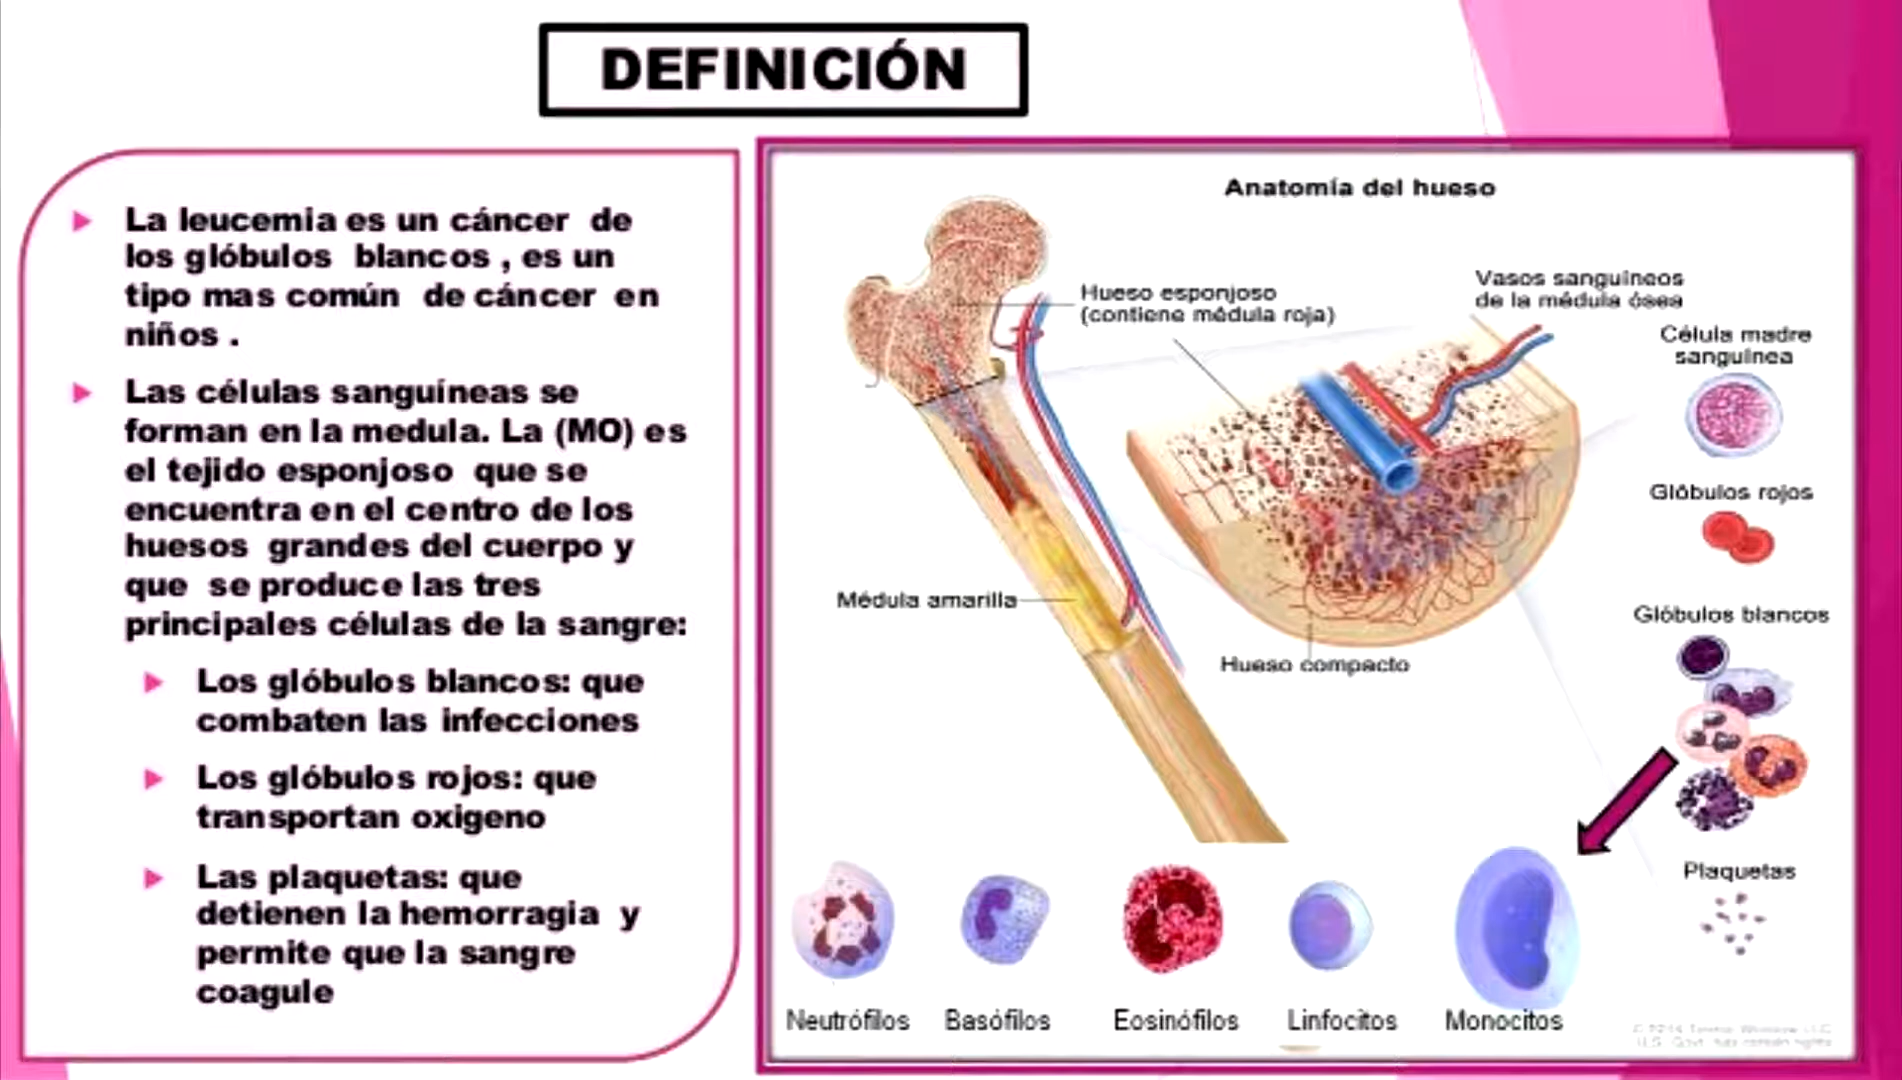 DEFINICIÓN
La leucemia es un cáncer de
los glóbulos blancos , es un
tipo mas común de cáncer en
niños .
Las células sanguíneas se
forman en la medula. La (MO) es
el tejido esponjoso que se
encuentra en el centro de los
huesos grandes del cuerpo y
que se produce las tres
principales células de la sangre:
Los glóbulos blancos: que
combaten las infecciones
Los glóbulos rojos: que
transportan oxigeno
Las plaquetas: que
detienen la hemorragia y
permite que la sangre
coagule
Anatomía del hueso
Hueso esponjoso
(contiene médula roja)
Vasos sanguíneos
de la médula ósea
Célula madre
sanguínea
Glóbulos rojos
Glóbulos blancos
Médula amarilla
Hueso compacto
Plaquetas
Neutrófilos
Basófilos
Eosinófilos
Linfocitos
Monocitos